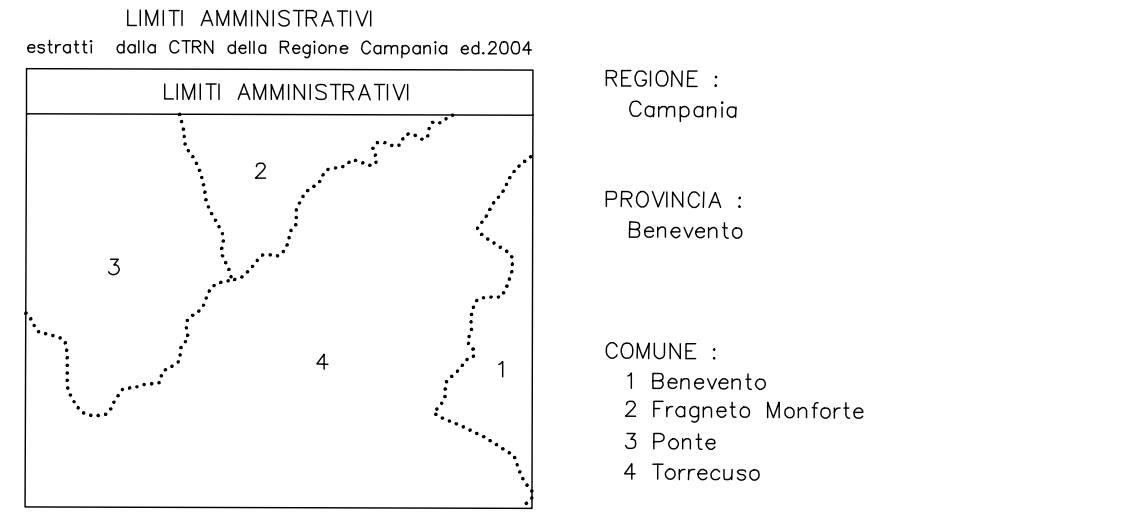 LIMITI AMMINISTRATIVI
estratti dalla CTRN della Regione Campania ed.2004
LIMITI AMMINISTRATIVI
2
3
4
1
REGIONE :
Campania
PROVINCIA :
Benevento
COMUNE :
1 Benevento
2 Fragneto Monforte
3 Ponte
4 Torrecuso